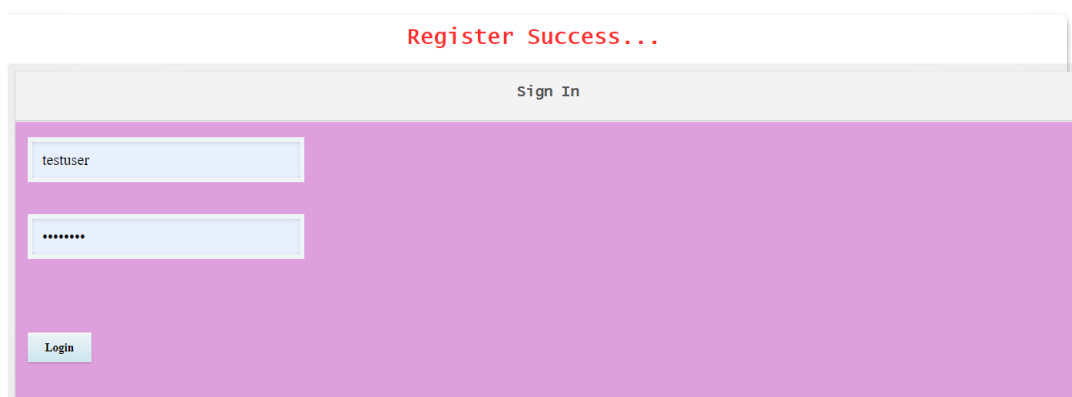 Register Success...
Sign In
testuser
••••••••
Login